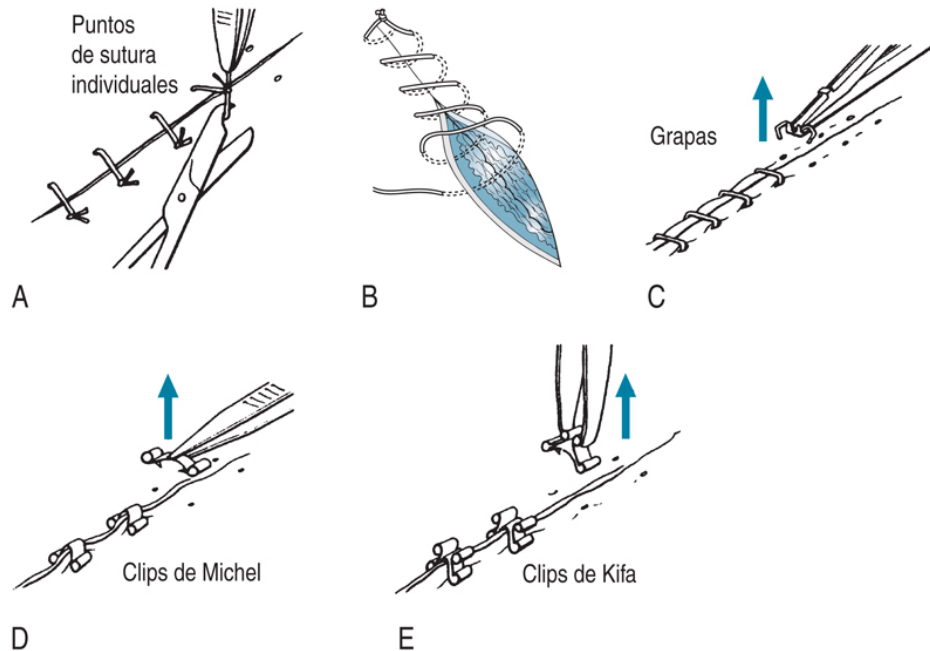 Puntos
de sutura
individuales
A
B
Grapas
C
Clips de Michel
D
Clips de Kifa
E